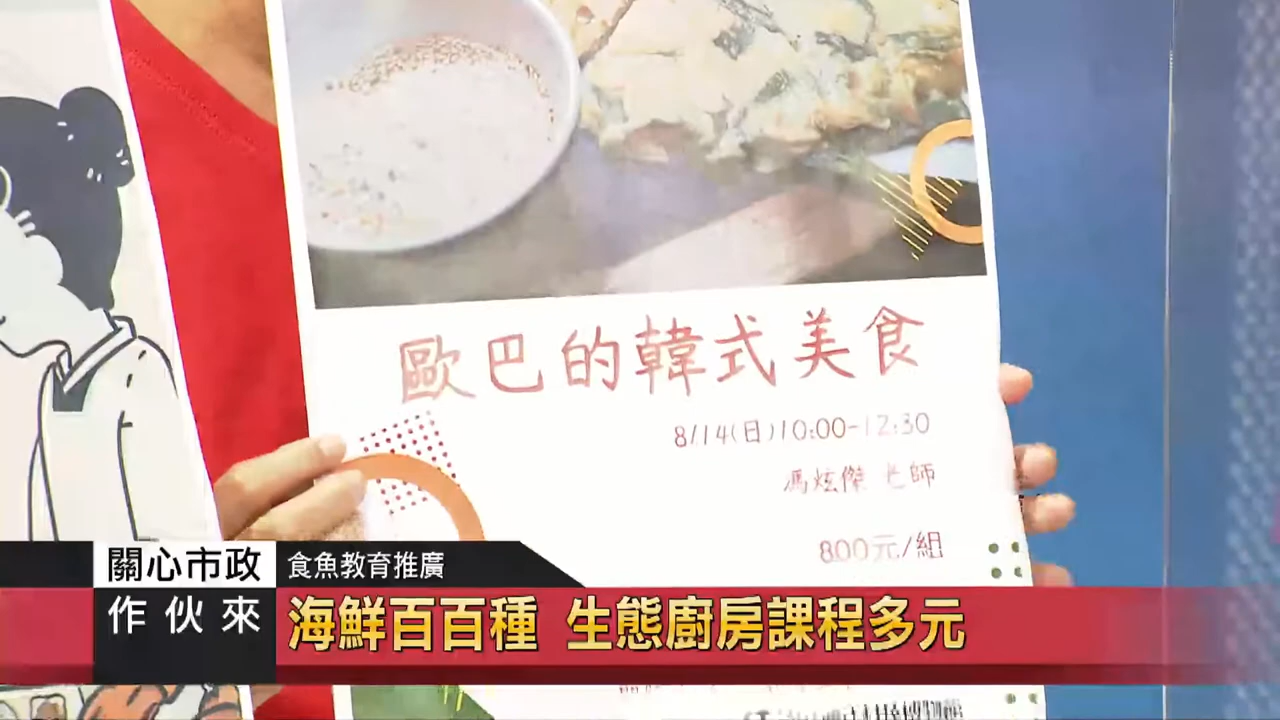 歐巴的韓式美食
8/14(日)10:00-12:30
馮炫傑 老師
800元/組
關心市政
作伙來
食魚教育推廣
海鮮百百種 生態廚房課程多元